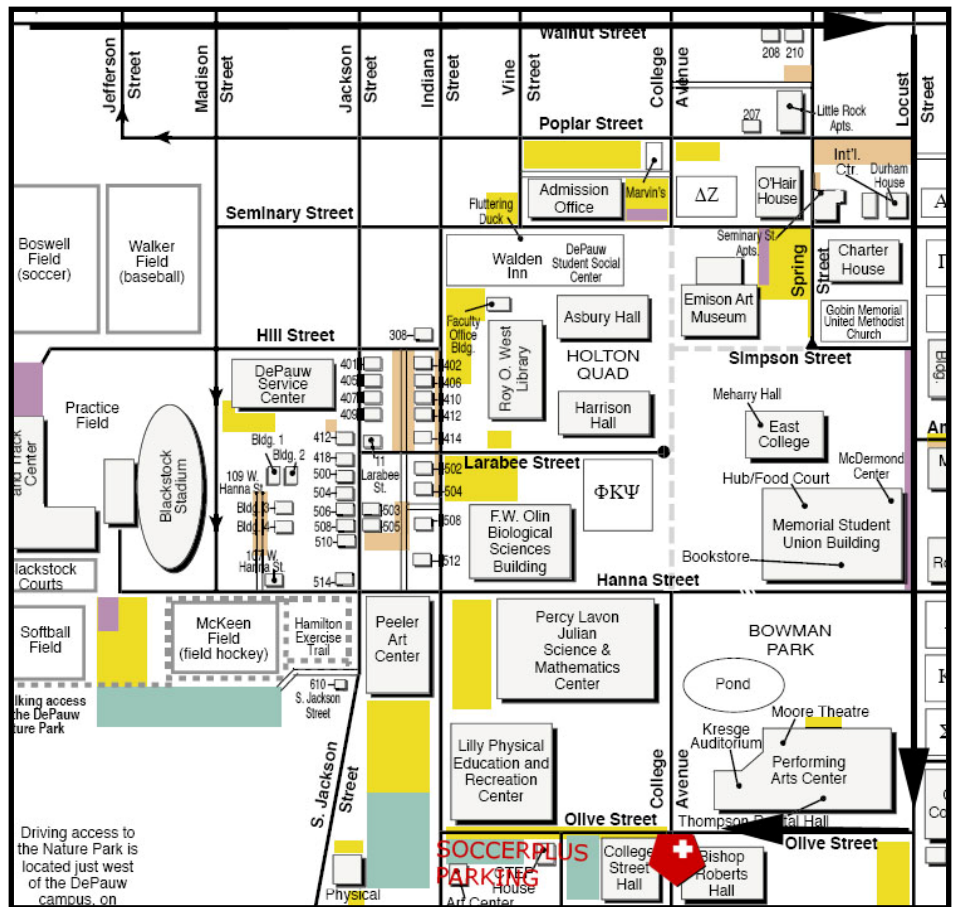 Walnut Street
Jefferson
Street
Madison
Street
Jackson
Street
Indiana
Street
Vine
Street
College
Avenue
Locust
Street
208
210
207
Little Rock
Apts.
Poplar Street
Int'l.
Ctr.
Durham
House
Admission
Office
Marvin's
ΔZ
O'Hair
House
Fluttering
Duck
Seminary Street
Seminary St.
Apts.
Spring
Street
Charter
House
Boswell
Field
(soccer)
Walker
Field
(baseball)
Walden
Inn
DePauw
Student Social
Center
Emison Art
Museum
Gobin Memorial
United Methodist
Church
Faculty
Office
Bldg.
Roy O. West
Library
Asbury Hall
HOLTON
QUAD
Harrison
Hall
Hill Street
308
Simpson Street
Bldg.
DePauw
Service
Center
401
405
407
409
402
406
410
412
414
Practice
Field
and Track
Center
Blackstock
Stadium
Meharry Hall
East
College
McDermond
Center
Hub/Food Court
Memorial Student
Union Building
Bookstore
Bldg. 1
Bldg. 2
412
418
500
504
506
508
510
514
11
Larabee
St.
Larabee Street
502
504
508
512
503
505
109 W.
Hanna St.
Bldg. 3
Bldg. 4
107 W.
Hanna St.
F.W. Olin
Biological
Sciences
Building
ΦΚΨ
Hanna Street
Courts
Softball
Field
McKeen
Field
(field hockey)
Hamilton
Exercise
Trail
Peeler
Art
Center
Percy Lavon
Julian
Science &
Mathematics
Center
BOWMAN
PARK
Pond
610
S. Jackson
Street
Moore Theatre
Kresge
Auditorium
Performing
Arts Center
Lilly Physical
Education and
Recreation
Center
S. Jackson
Street
College
Avenue
Olive Street
Olive Street
SOCCERPLUS
PARKING
House
Art Center
College
Street
Hall
Bishop
Roberts
Hall
Physical
Driving access to
the Nature Park is
located just west
of the DePauw
campus, on